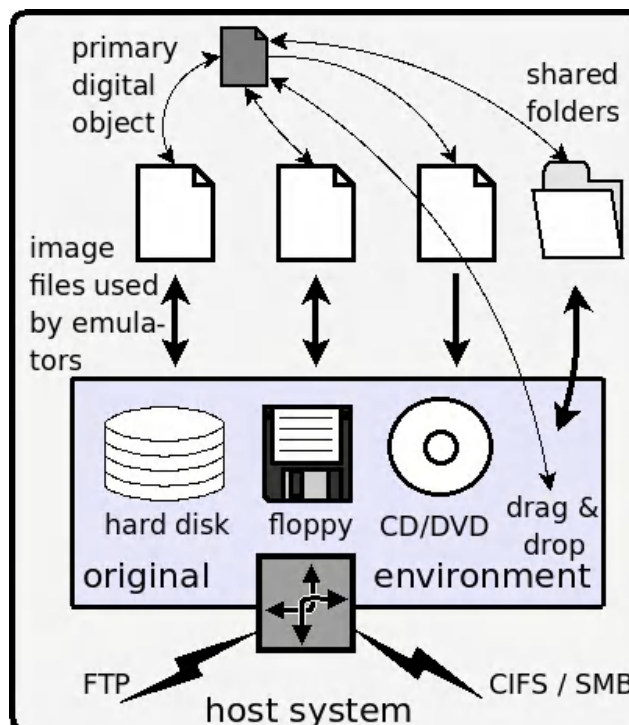 primary
digital
object
shared
folders
image
files used
by emula-
tors
hard disk
floppy
CD/DVD
drag &
drop
original
environment
FTP
CIFS / SMB
host system